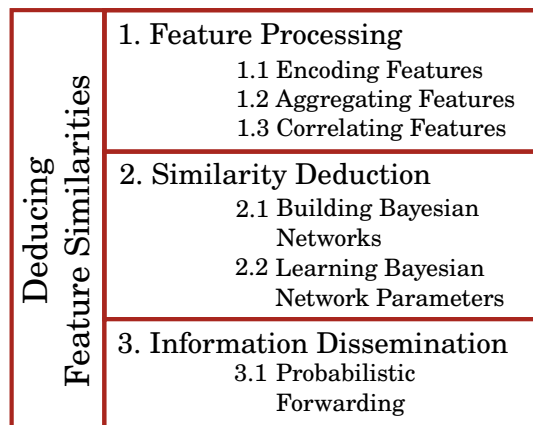 Deducing
Feature Similarities
1. Feature Processing
1.1 Encoding Features
1.2 Aggregating Features
1.3 Correlating Features
2. Similarity Deduction
2.1 Building Bayesian
Networks
2.2 Learning Bayesian
Network Parameters
3. Information Dissemination
3.1 Probabilistic
Forwarding